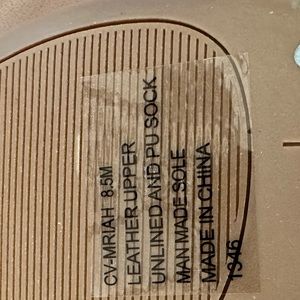 CV-MRIAH 8.5M
LEATHER UPPER
UNLINED AND PU SOCK
MAN MADE SOLE
MADE IN CHINA
1346